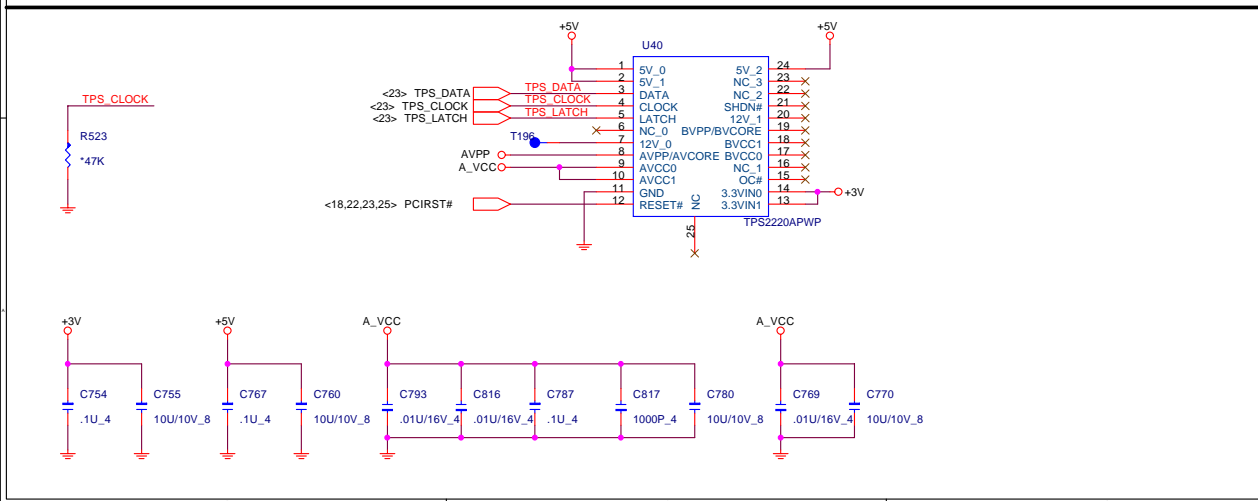 +5V
+5V
U40
1 5V_0 5V_2 24
2 5V_1 NC_3 23
<23> TPS_DATA TPS_DATA 3 DATA NC_2 22
<23> TPS_CLOCK TPS_CLOCK 4 CLOCK SHDN# 21
<23> TPS_LATCH TPS_LATCH 5 LATCH 12V_1 20
6 NC_0 BVPP/BVCORE 19
T196 7 12V_0 BVCC1 18
AVPP 8 AVPP/AVCORE BVCC0 17
A_VCC 9 AVCC0 NC_1 16
10 AVCC1 OC# 15
11 GND 3.3VIN0 14 +3V
<18,22,23,25> PCIRST# 12 RESET# NC 3.3VIN1 13
TPS2220APWP
25
TPS_CLOCK
R523
*47K
+3V
+5V
A_VCC
A_VCC
C754 C755 C767 C760 C793 C816 C787 C817 C780 C769 C770
.1U_4 10U/10V_8 .1U_4 10U/10V_8 .01U/16V_4 .01U/16V_4 .1U_4 1000P_4 10U/10V_8 .01U/16V_4 10U/10V_8